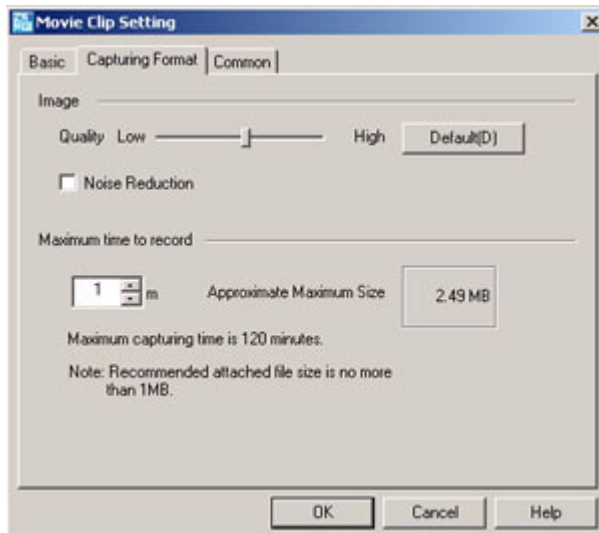 Movie Clip Setting
Basic Capturing Format Common
Image
Quality Low High Default(D)
Noise Reduction
Maximum time to record
1 m Approximate Maximum Size 2.49 MB
Maximum capturing time is 120 minutes.
Note: Recommended attached file size is no more
than 1MB.
OK Cancel Help